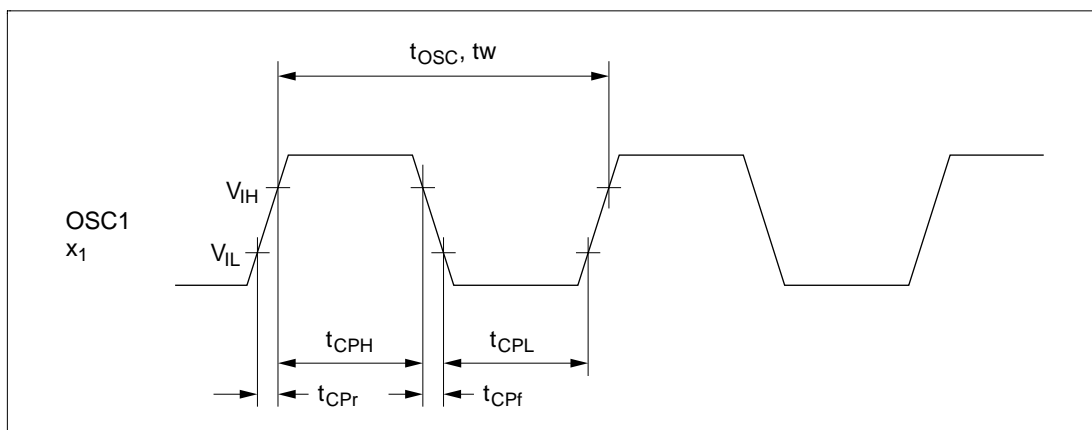 tOSC, tw
VIH
OSC1
x1
VIL
tCPH
tCPL
tCPr
tCPf